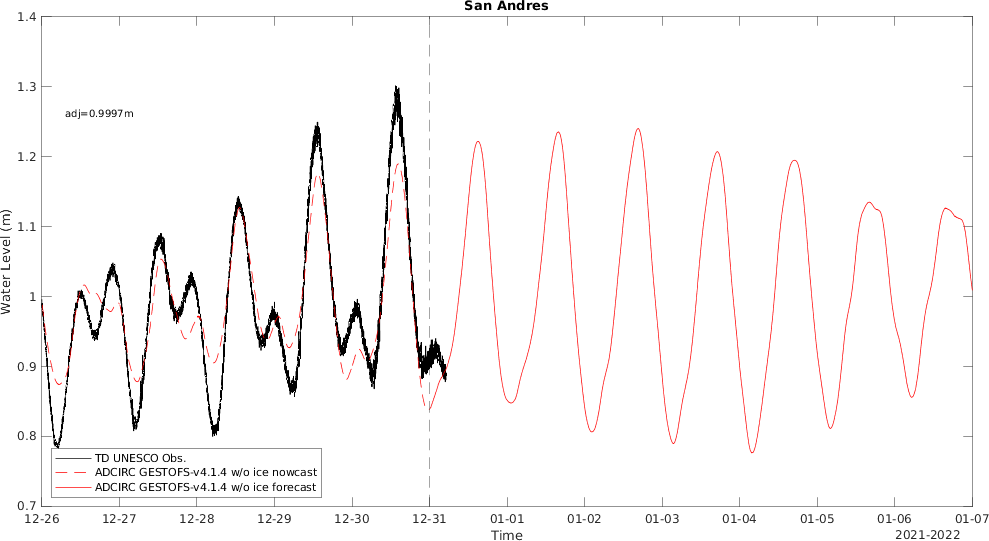 San Andres
1.4
1.3
1.2
1.1
1
0.9
0.8
0.7
Water Level (m)
adj=0.9997m
TD UNESCO Obs.
ADCIRC GESTOFS-v4.1.4 w/o ice nowcast
ADCIRC GESTOFS-v4.1.4 w/o ice forecast
12-26 12-27 12-28 12-29 12-30 12-31 01-01 01-02 01-03 01-04 01-05 01-06 01-07
Time
2021-2022